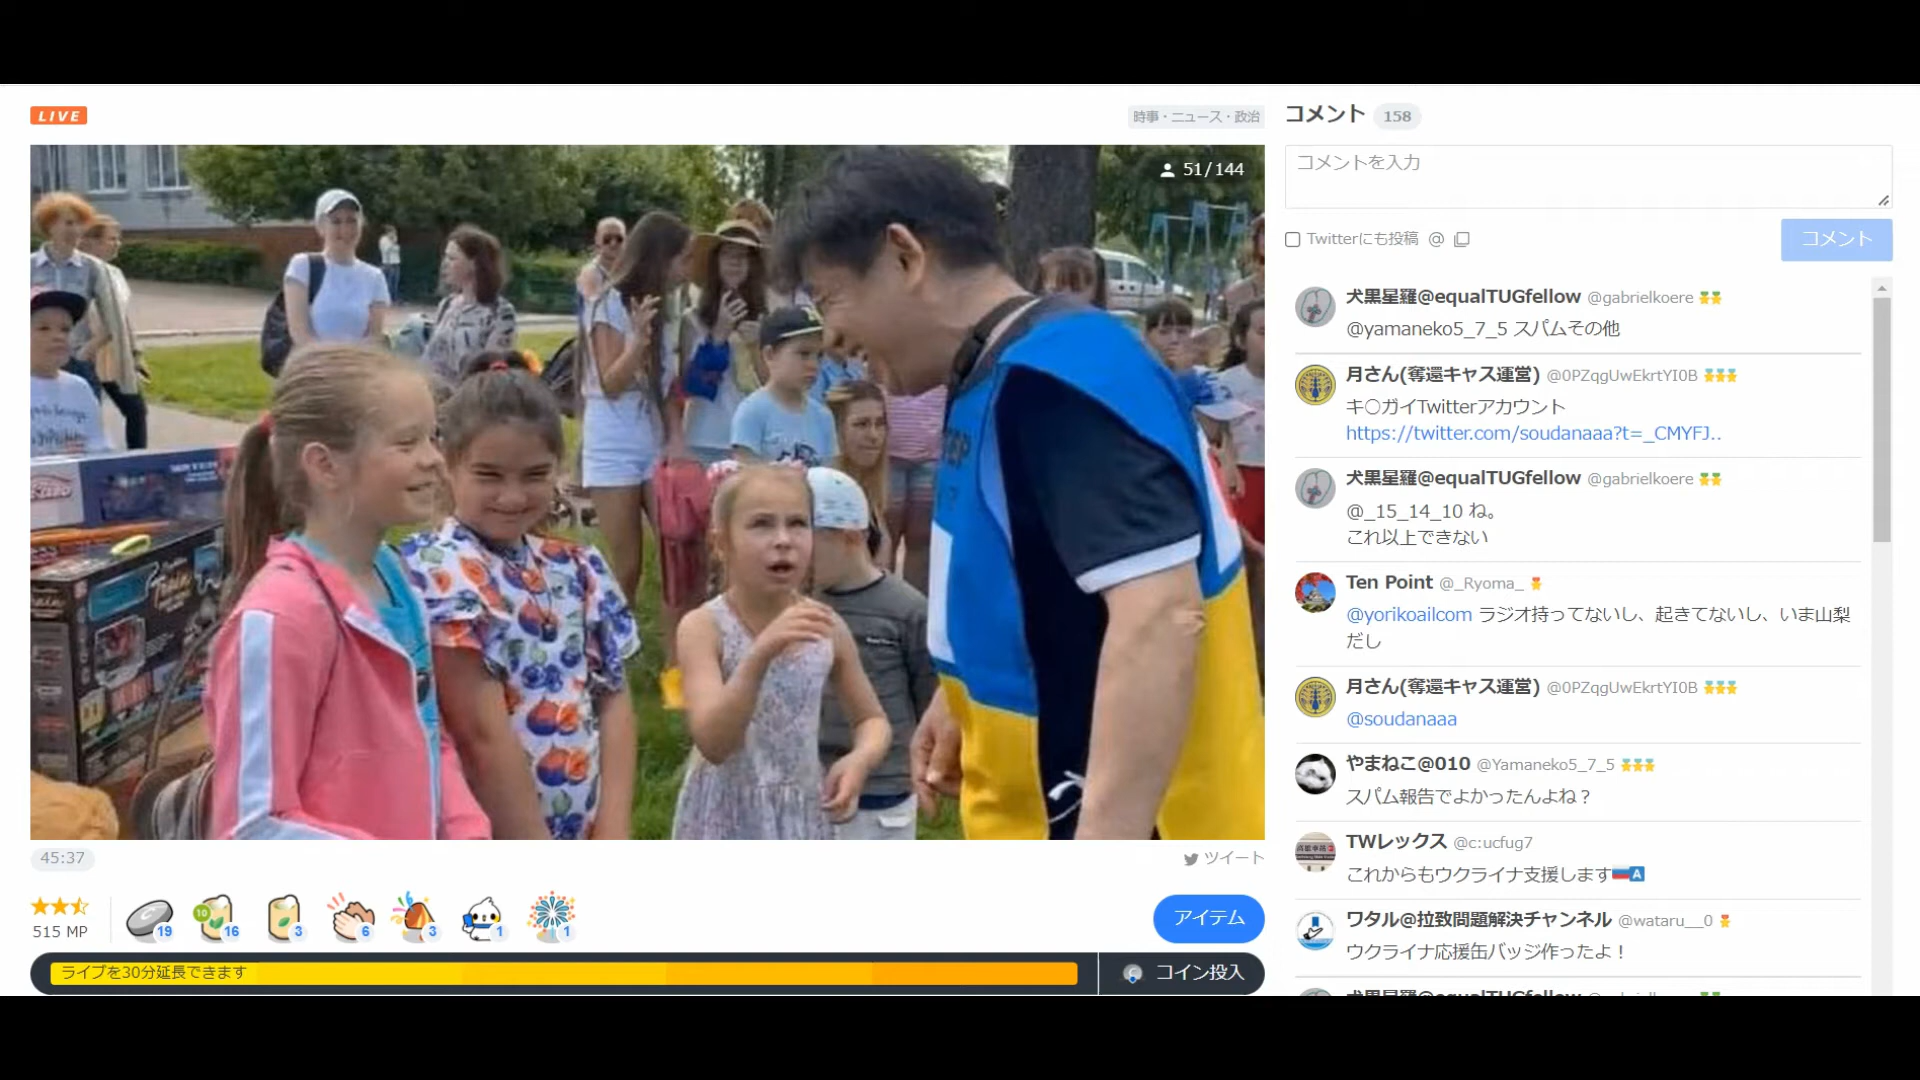 LIVE
時事・ニュース・政治
51/144
45:37
ツイート
515 MP
19
10
16
3
6
3
1
1
アイテム
ライブを30分延長できます
コイン投入
コメント 158
コメントを入力
Twitterにも投稿 @
コメント
犬黒星羅@equalTUGfellow @gabrielkoere
@yamaneko5_7_5 スパムその他
月さん(奪還キャス運営) @0PZqgUwEkrtYI0B
キ○ガイTwitterアカウント
https://twitter.com/soudanaaa?t=_CMYFJ..
犬黒星羅@equalTUGfellow @gabrielkoere
@_15_14_10 ね。
これ以上できない
Ten Point @_Ryoma_
@yorikoailcom ラジオ持ってないし、起きてないし、いま山梨
だし
月さん(奪還キャス運営) @0PZqgUwEkrtYI0B
@soudanaaa
やまねこ@010 @Yamaneko5_7_5
スパム報告でよかったんよね？
TWレックス @c:ucfug7
これからもウクライナ支援します🇷🅰
ワタル@拉致問題解決チャンネル @wataru__0
ウクライナ応援缶バッジ作ったよ！